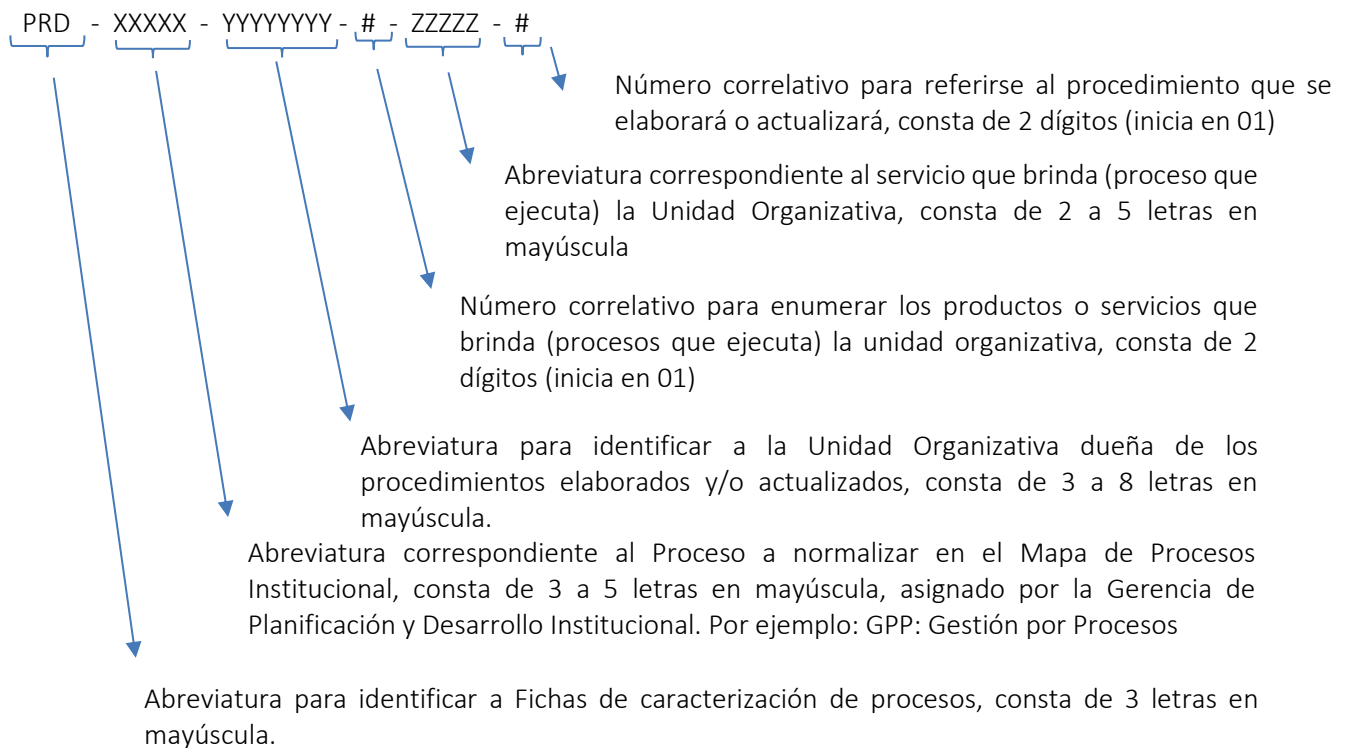 PRD - XXXXX - YYYYYYYY - # - ZZZZZ - #
Número correlativo para referirse al procedimiento que se
elaborará o actualizará, consta de 2 dígitos (inicia en 01)
Abreviatura correspondiente al servicio que brinda (proceso que
ejecuta) la Unidad Organizativa, consta de 2 a 5 letras en
mayúscula
Número correlativo para enumerar los productos o servicios que
brinda (procesos que ejecuta) la unidad organizativa, consta de 2
dígitos (inicia en 01)
Abreviatura para identificar a la Unidad Organizativa dueña de los
procedimientos elaborados y/o actualizados, consta de 3 a 8 letras en
mayúscula.
Abreviatura correspondiente al Proceso a normalizar en el Mapa de Procesos
Institucional, consta de 3 a 5 letras en mayúscula, asignado por la Gerencia de
Planificación y Desarrollo Institucional. Por ejemplo: GPP: Gestión por Procesos
Abreviatura para identificar a Fichas de caracterización de procesos, consta de 3 letras en
mayúscula.